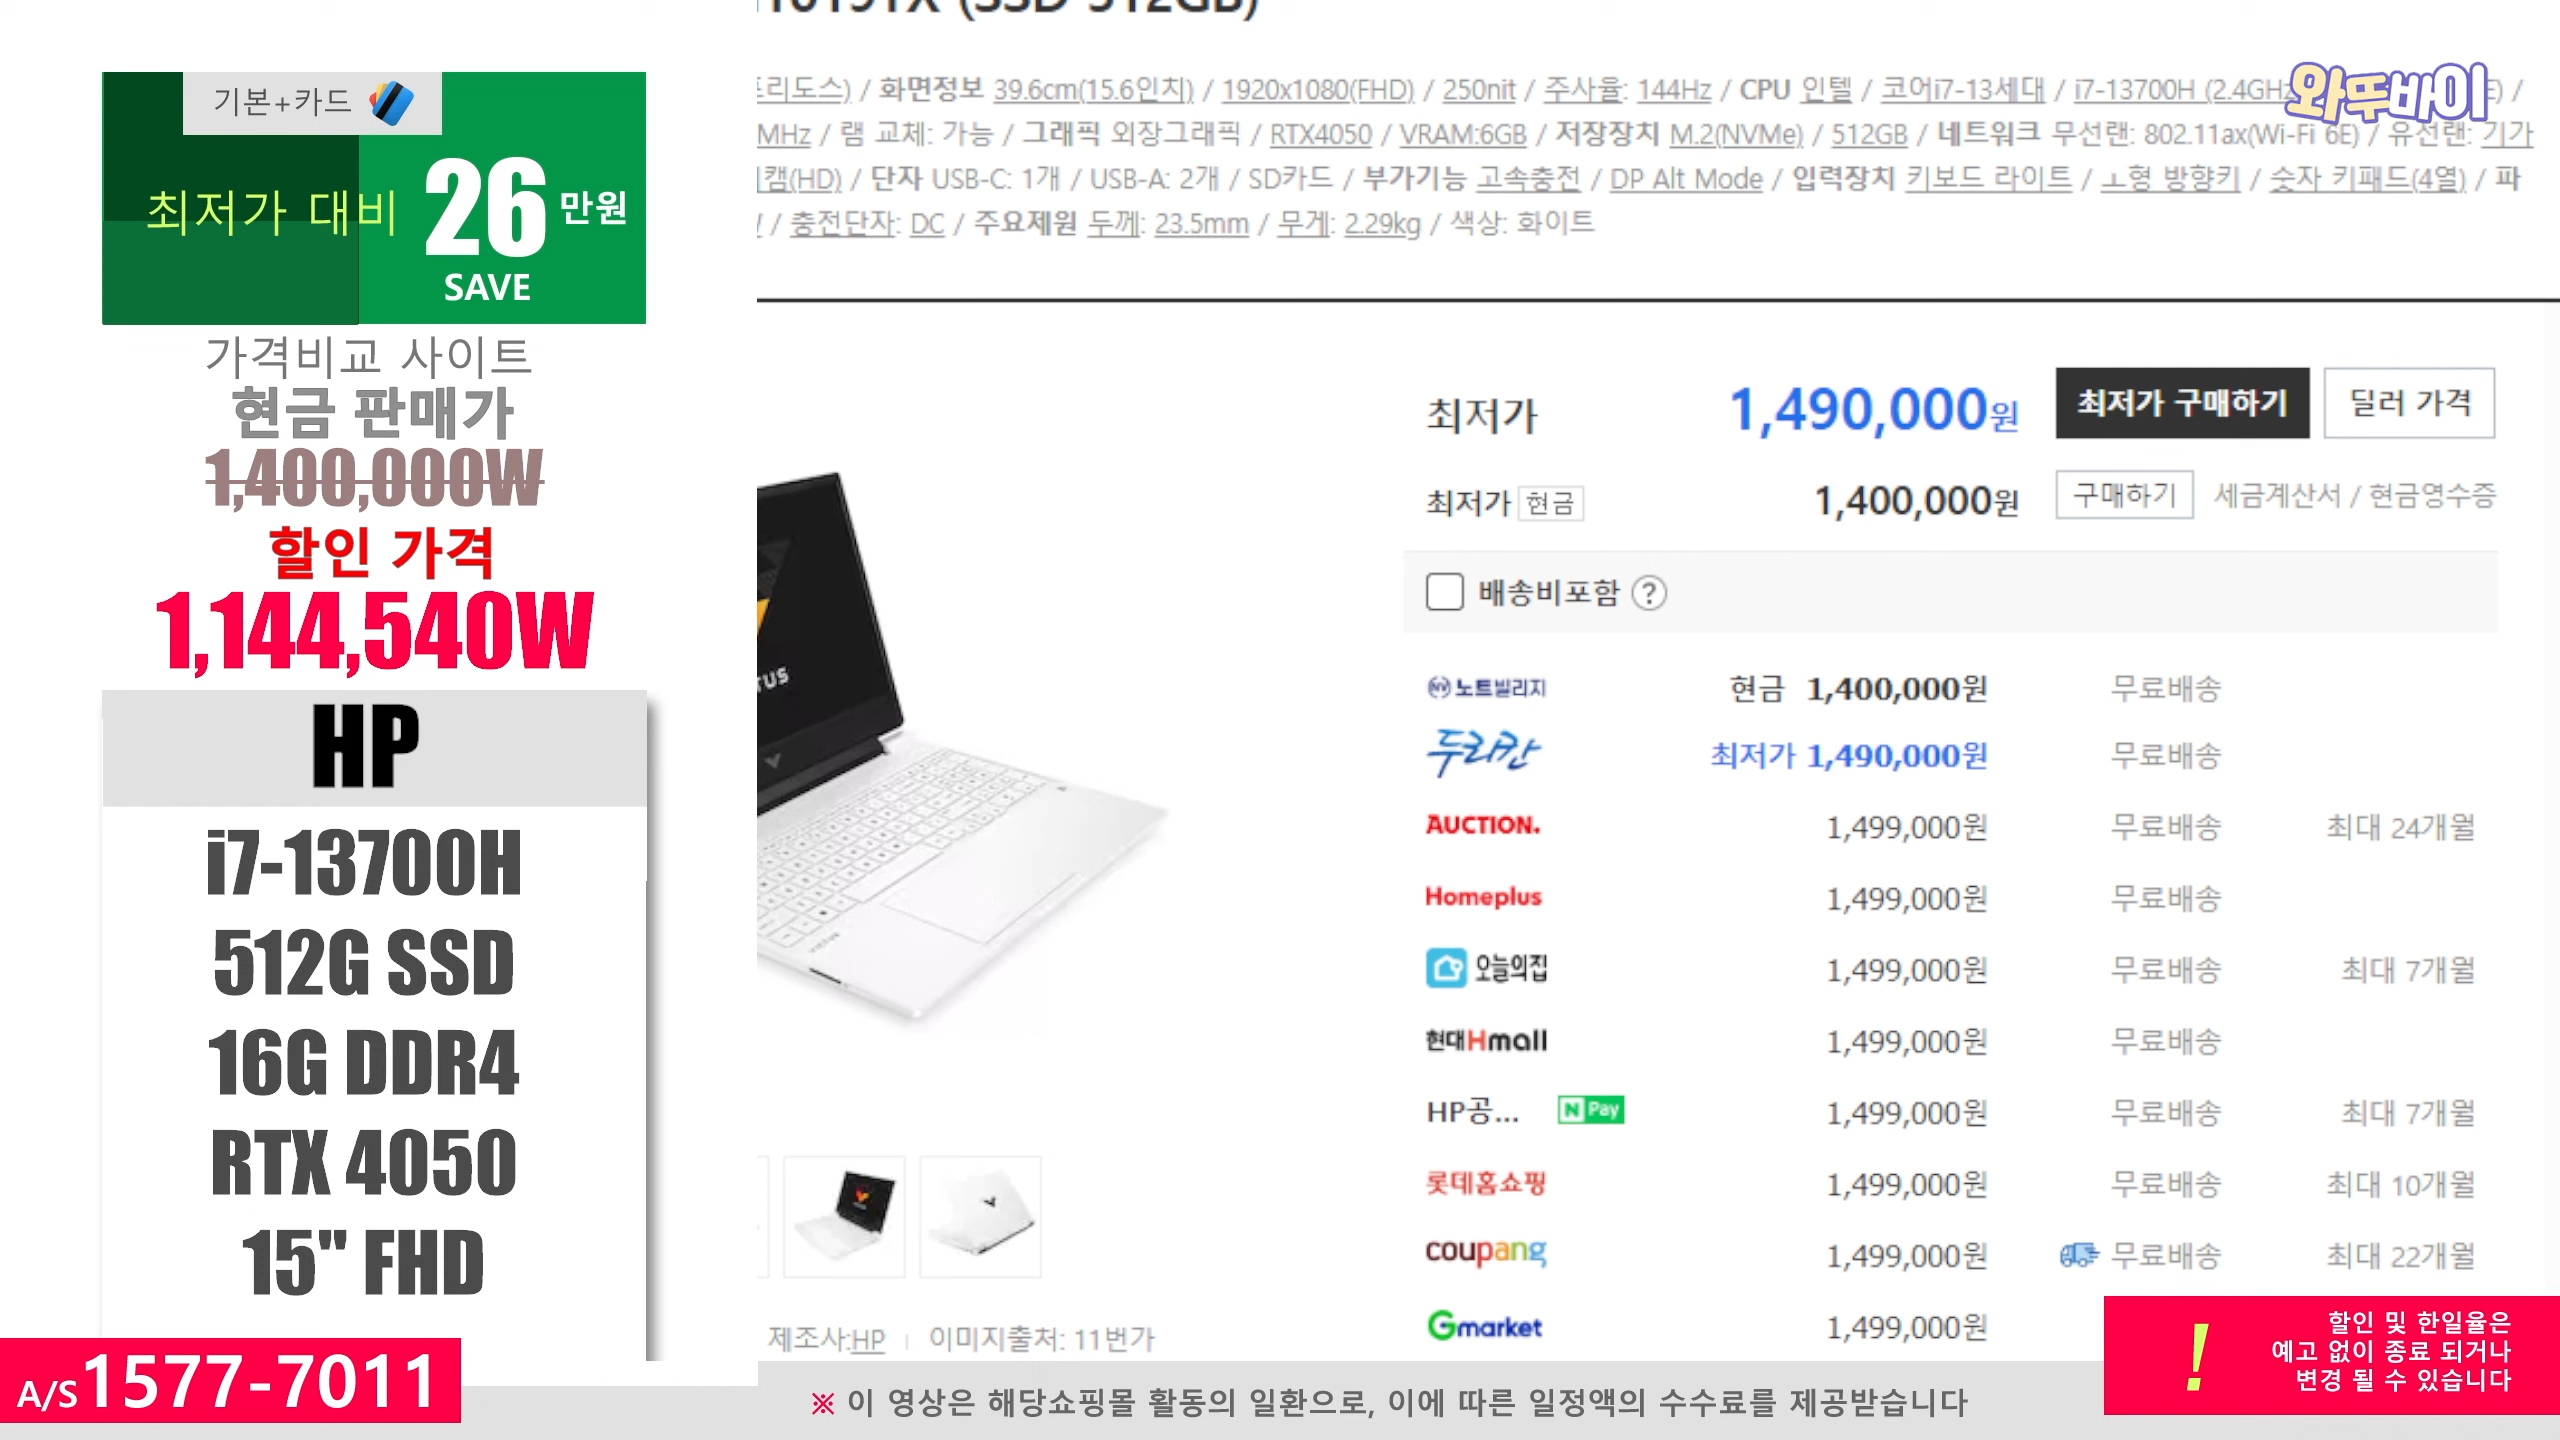 기본+카드
최저가 대비 26 만원
SAVE
가격비교 사이트
현금 판매가
1,400,000W
할인 가격
1,144,540W
HP
i7-13700H
512G SSD
16G DDR4
RTX 4050
15" FHD
A/S 1577-7011
(SSD 512GB)
와뚜바이
프리도스) / 화면정보 39.6cm(15.6인치) / 1920x1080(FHD) / 250nit / 주사율: 144Hz / CPU 인텔 / 코어i7-13세대 / i7-13700H (2.4GHz
MHz / 램 교체: 가능 / 그래픽 외장그래픽 / RTX4050 / VRAM:6GB / 저장장치 M.2(NVMe) / 512GB / 네트워크 무선랜: 802.11ax(Wi-Fi 6E) / 유선랜: 기가
캠(HD) / 단자 USB-C: 1개 / USB-A: 2개 / SD카드 / 부가기능 고속충전 / DP Alt Mode / 입력장치 키보드 라이트 / ㅗ형 방향키 / 숫자 키패드(4열) / 파
/ 충전단자: DC / 주요제원 두께: 23.5mm / 무게: 2.29kg / 색상: 화이트
최저가 1,490,000원 최저가 구매하기 딜러 가격
최저가 현금 1,400,000원 구매하기 세금계산서 / 현금영수증
배송비포함 ?
노트빌리지 현금 1,400,000원 무료배송
두라칸 최저가 1,490,000원 무료배송
AUCTION. 1,499,000원 무료배송 최대 24개월
Homeplus 1,499,000원 무료배송
오늘의집 1,499,000원 무료배송 최대 7개월
현대Hmall 1,499,000원 무료배송
HP공... N Pay 1,499,000원 무료배송 최대 7개월
롯데홈쇼핑 1,499,000원 무료배송 최대 10개월
coupang 1,499,000원 무료배송 최대 22개월
Gmarket 1,499,000원
제조사:HP 이미지출처: 11번가
! 할인 및 한일율은
예고 없이 종료 되거나
변경 될 수 있습니다
※ 이 영상은 해당쇼핑몰 활동의 일환으로, 이에 따른 일정액의 수수료를 제공받습니다